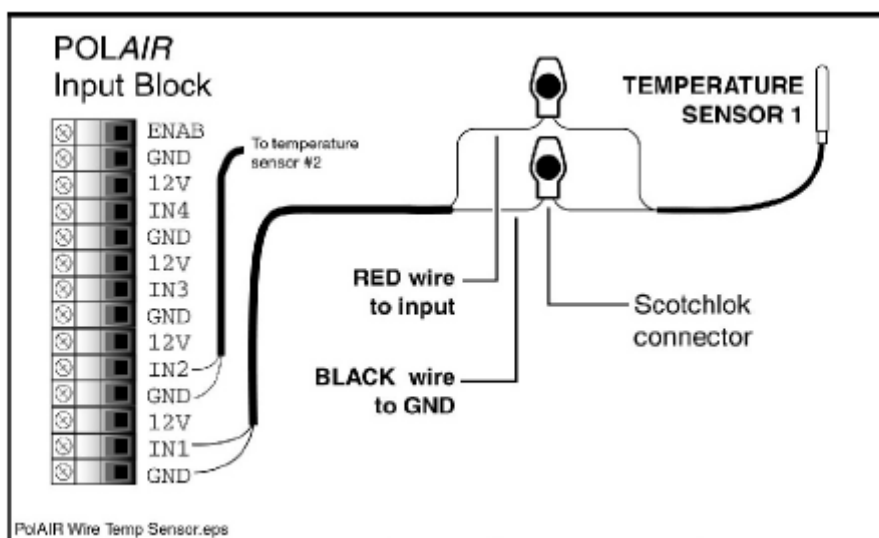 POLAIR
Input Block
ENAB
GND
12V
IN4
GND
12V
IN3
GND
12V
IN2
GND
12V
IN1
GND
To temperature
sensor #2
TEMPERATURE
SENSOR 1
RED wire
to input
BLACK wire
to GND
Scotchlok
connector
PolAIR Wire Temp Sensor.eps